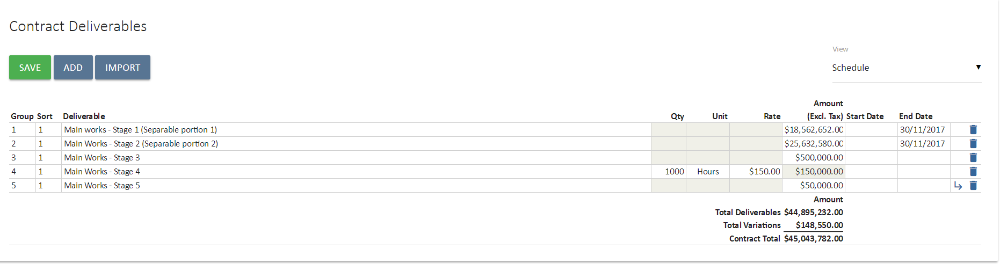 Contract Deliverables
View
SAVE ADD IMPORT Schedule
Amount
Group Sort Deliverable Qty Unit Rate (Excl. Tax) Start Date End Date
1 1 Main works - Stage 1 (Separable portion 1) $18,562,652.00 30/11/2017
2 1 Main Works - Stage 2 (Separable portion 2) $25,632,580.00 30/11/2017
3 1 Main Works - Stage 3 $500,000.00
4 1 Main Works - Stage 4 1000 Hours $150.00 $150,000.00
5 1 Main Works - Stage 5 $50,000.00
Amount
Total Deliverables $44,895,232.00
Total Variations $148,550.00
Contract Total $45,043,782.00